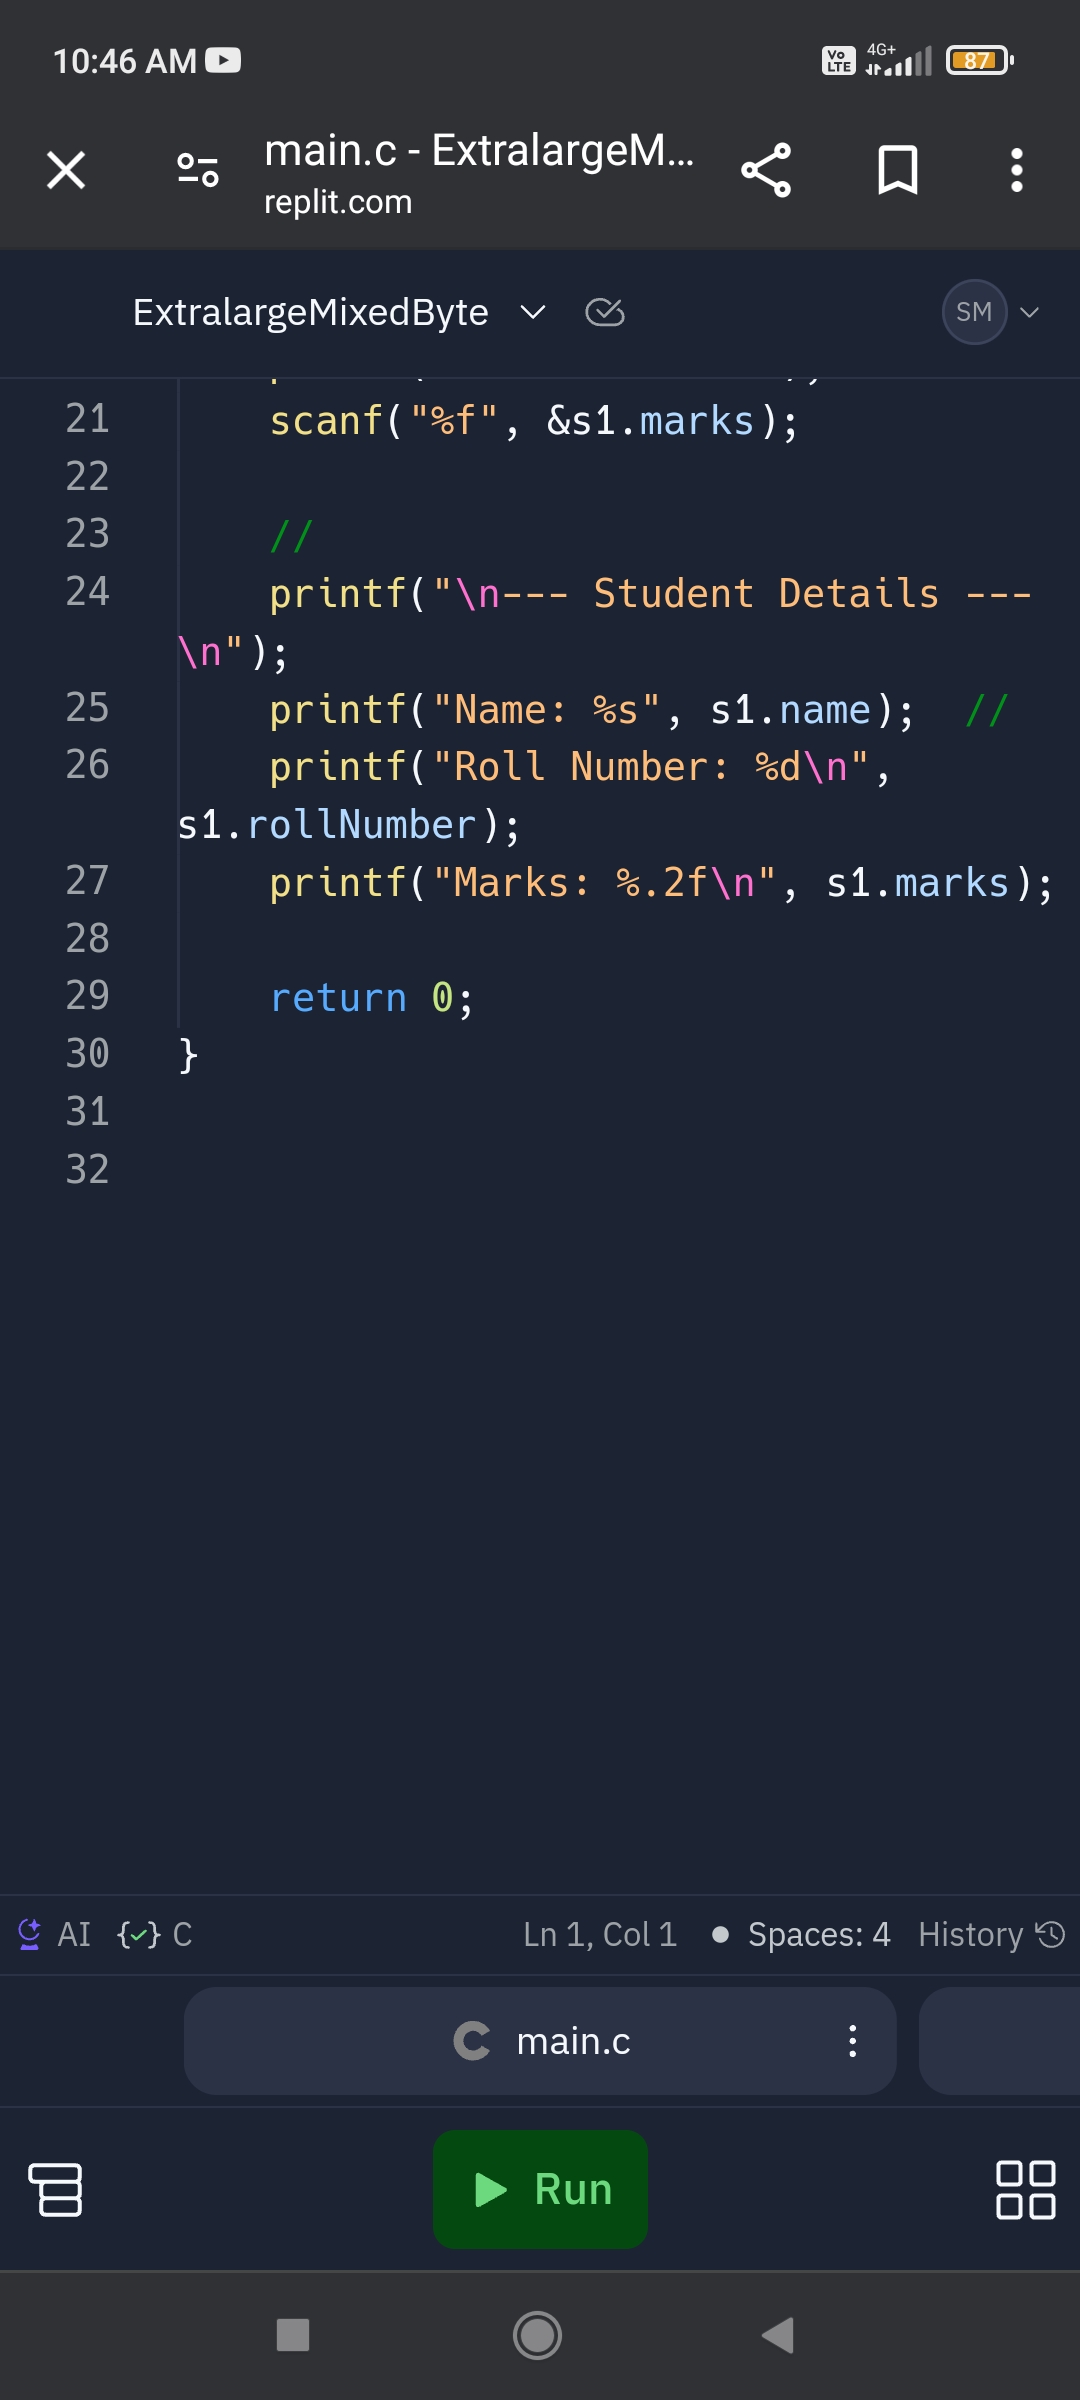 10:46 AM
Vo LTE 4G+ 87
main.c - ExtralargeM...
replit.com
ExtralargeMixedByte SM
21 scanf("%f", &s1.marks);
22
23 //
24 printf("\n--- Student Details ---
\n");
25 printf("Name: %s", s1.name);  //
26 printf("Roll Number: %d\n",
s1.rollNumber);
27 printf("Marks: %.2f\n", s1.marks);
28
29 return 0;
30 }
31
32
AI {✓} C Ln 1, Col 1 Spaces: 4 History
main.c
Run